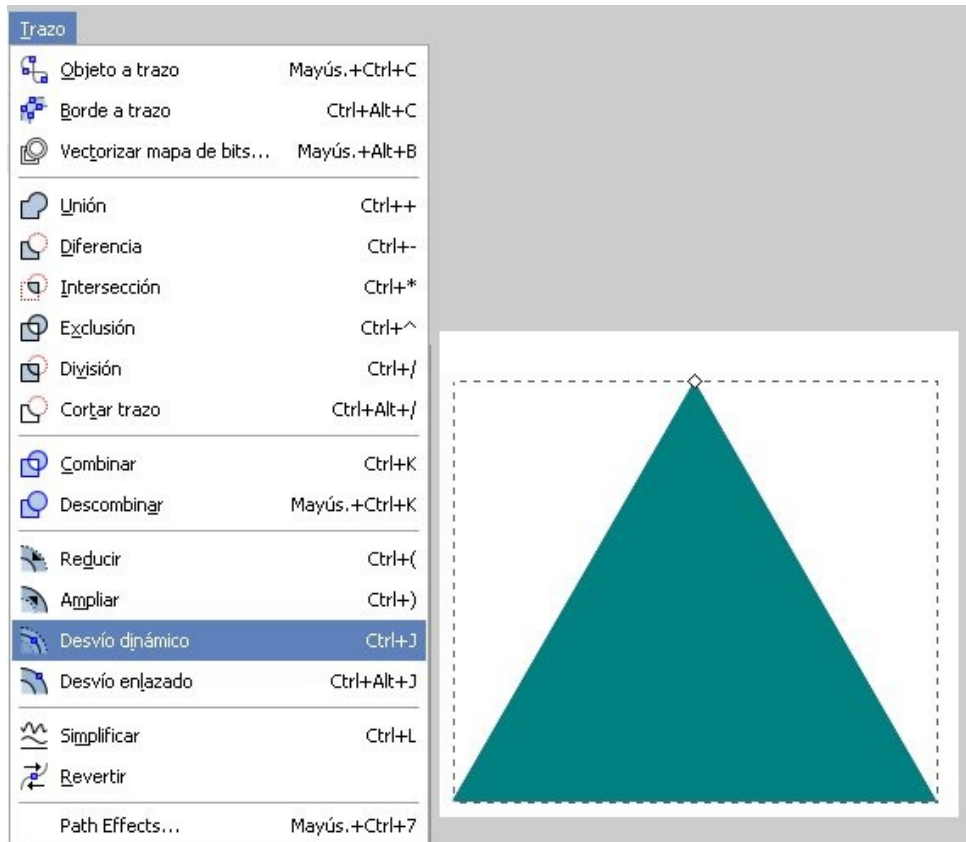 Trazo
Objeto a trazo Mayús.+Ctrl+C
Borde a trazo Ctrl+Alt+C
Vectorizar mapa de bits... Mayús.+Alt+B
Unión Ctrl++
Diferencia Ctrl+-
Intersección Ctrl+*
Exclusión Ctrl+^
División Ctrl+/
Cortar trazo Ctrl+Alt+/
Combinar Ctrl+K
Descombinar Mayús.+Ctrl+K
Reducir Ctrl+(
Ampliar Ctrl+)
Desvío dinámico Ctrl+J
Desvío enlazado Ctrl+Alt+J
Simplificar Ctrl+L
Revertir
Path Effects... Mayús.+Ctrl+7